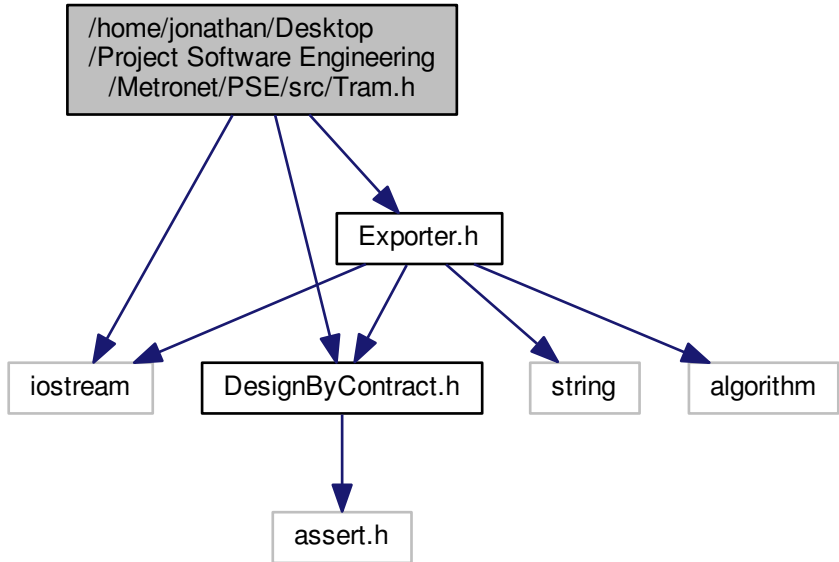 /home/jonathan/Desktop
/Project Software Engineering
/Metronet/PSE/src/Tram.h
Exporter.h
iostream
DesignByContract.h
string
algorithm
assert.h